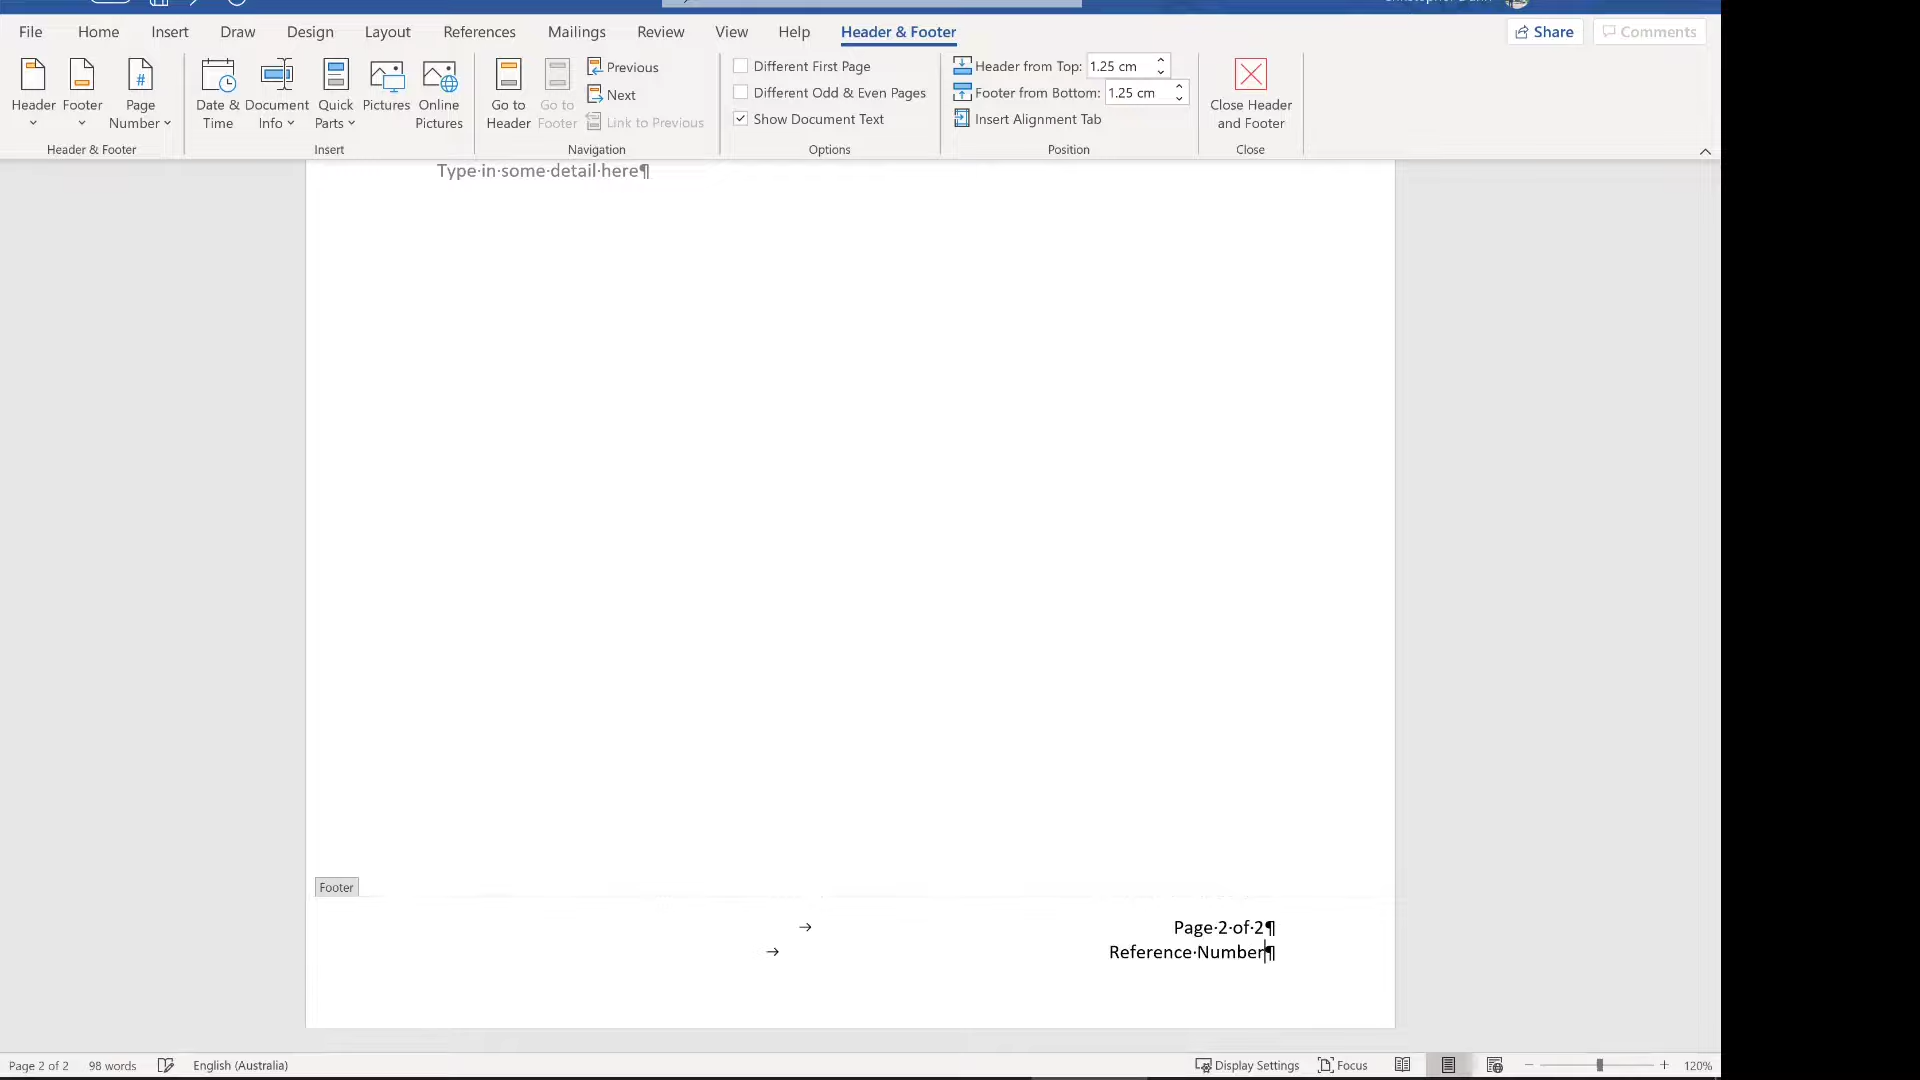 File Home Insert Draw Design Layout References Mailings Review View Help Header & Footer Share Comments
Header Footer Page Number
Header & Footer
Date & Time Document Info Quick Parts Pictures Online Pictures
Insert
Go to Header Go to Footer
Previous
Next
Link to Previous
Navigation
Different First Page
Different Odd & Even Pages
Show Document Text
Options
Header from Top: 1.25 cm
Footer from Bottom: 1.25 cm
Insert Alignment Tab
Position
Close Header and Footer
Close
Type·in·some·detail·here¶
Footer
→ Page·2·of·2¶
→ Reference·Number¶
Page 2 of 2 98 words English (Australia) Display Settings Focus 120%